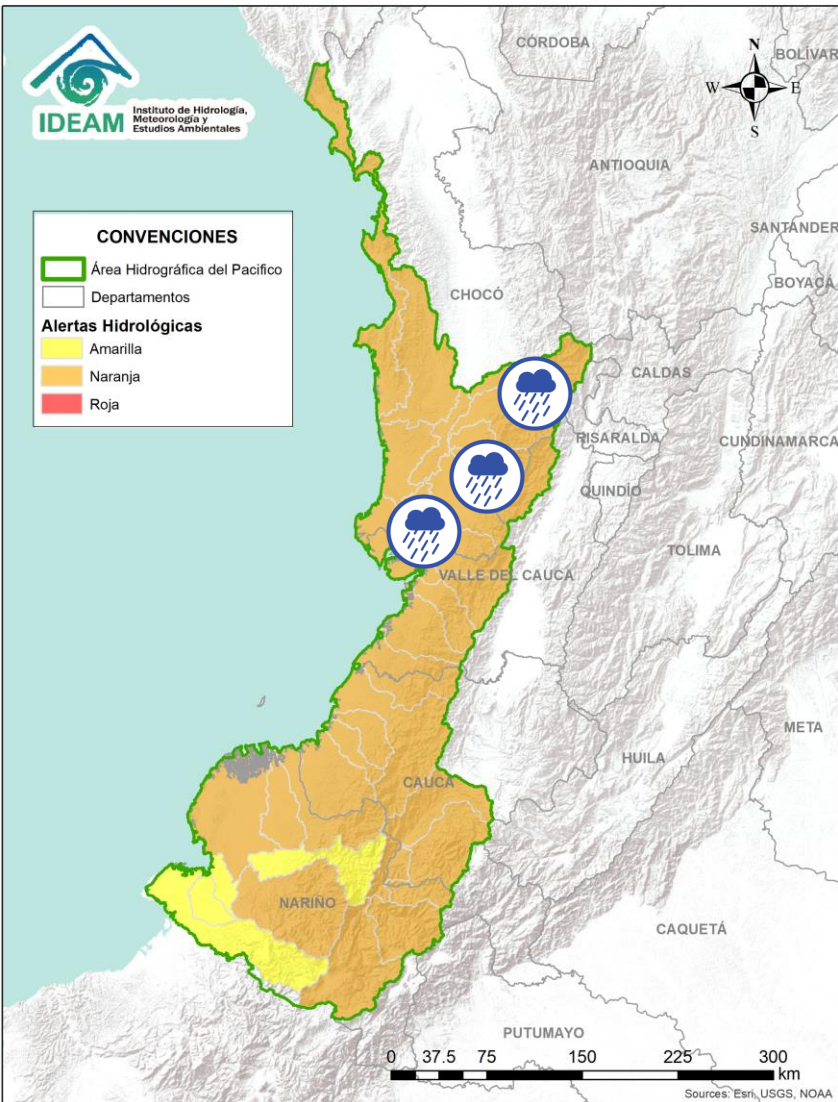 IDEAM
Instituto de Hidrología,
Meteorología y
Estudios Ambientales
CONVENCIONES
Área Hidrográfica del Pacifico
Departamentos
Alertas Hidrológicas
Amarilla
Naranja
Roja
N
W E
S
CÓRDOBA
BOLÍVAR
ANTIOQUIA
SANTANDER
BOYACÁ
CHOCÓ
CALDAS
RISARALDA
CUNDINAMARCA
QUINDÍO
TOLIMA
VALLE DEL CAUCA
META
HUILA
CAUCA
NARIÑO
CAQUETÁ
PUTUMAYO
0 37.5 75 150 225 300
km
Sources: Esri, USGS, NOAA